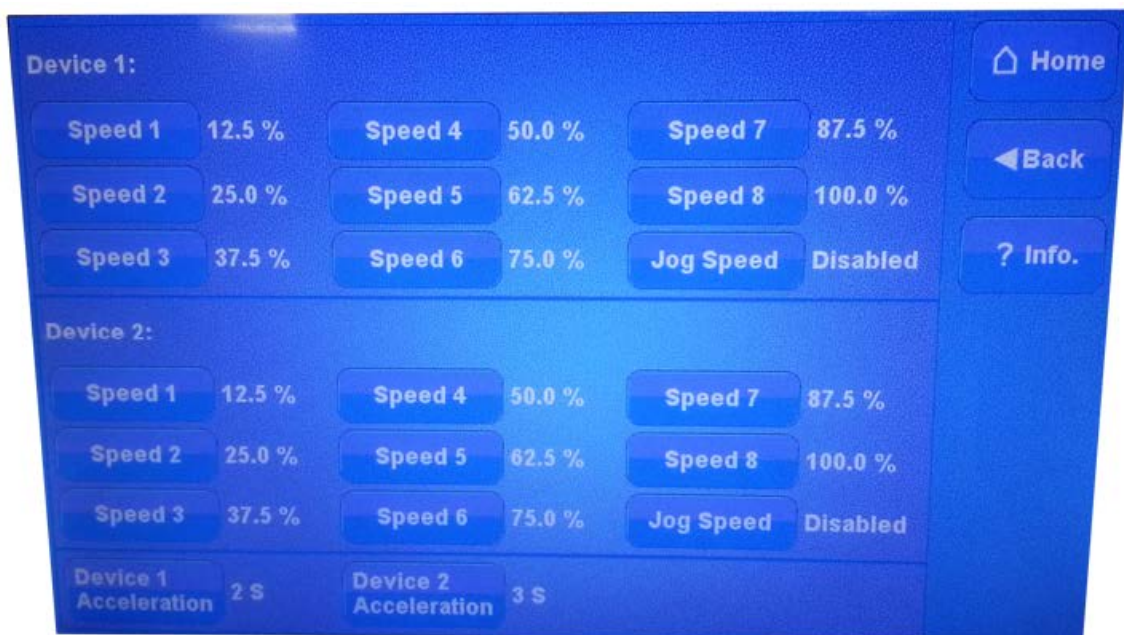 Device 1:
Speed 1 12.5 % Speed 4 50.0 % Speed 7 87.5 %
Speed 2 25.0 % Speed 5 62.5 % Speed 8 100.0 %
Speed 3 37.5 % Speed 6 75.0 % Jog Speed Disabled
Device 2:
Speed 1 12.5 % Speed 4 50.0 % Speed 7 87.5 %
Speed 2 25.0 % Speed 5 62.5 % Speed 8 100.0 %
Speed 3 37.5 % Speed 6 75.0 % Jog Speed Disabled
Device 1
Acceleration 2 S
Device 2
Acceleration 3 S
Home
Back
? Info.